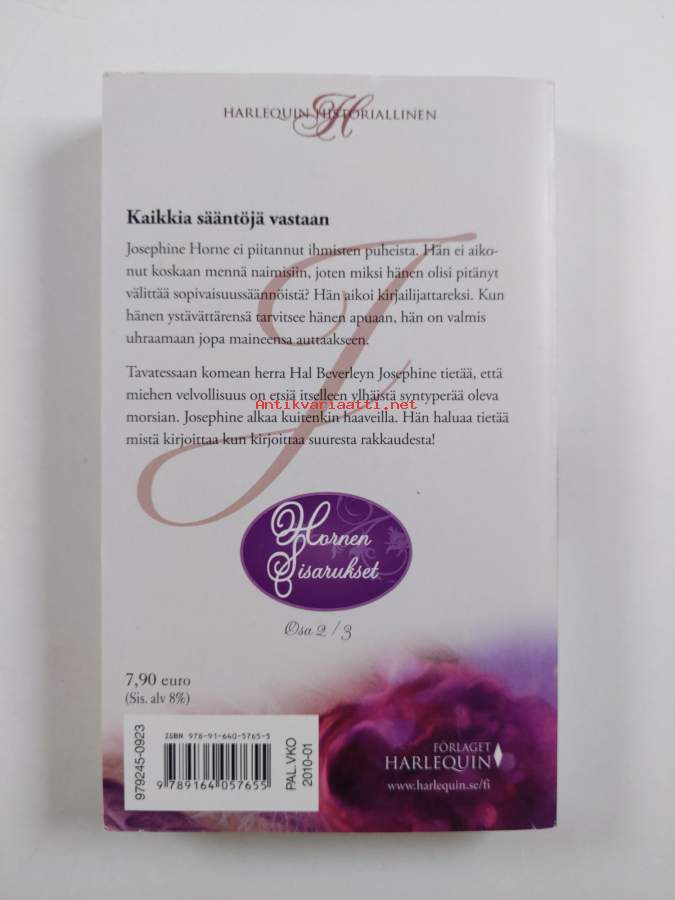 HARLEQUIN HISTORIALLINEN
H
Kaikkia sääntöjä vastaan
Josephine Horne ei piitannut ihmisten puheista. Hän ei aiko-
nut koskaan mennä naimisiin, joten miksi hänen olisi pitänyt
välittää sopivaisuussäännöistä? Hän aikoi kirjailijattareksi. Kun
hänen ystävättärensä tarvitsee hänen apuaan, hän on valmis
uhraamaan jopa maineensa auttaakseen.
Tavatessaan komean herra Hal Beverleyn Josephine tietää, että
miehen velvollisuus on etsiä itselleen ylhäistä syntyperää oleva
Antikvariaatti.net
morsian. Josephine alkaa kuitenkin haaveilla. Hän haluaa tietää
mistä kirjoittaa kun kirjoittaa suuresta rakkaudesta!
J
Hornen
Sisarukset
Osa 2 / 3
7,90 euro
(Sis. alv 8%)
979245-0923
ISBN 978-91-640-5765-5
9 789164 057655
PAL.VKO
2010-01
FÖRLAGET
HARLEQUIN
www.harlequin.se/fi